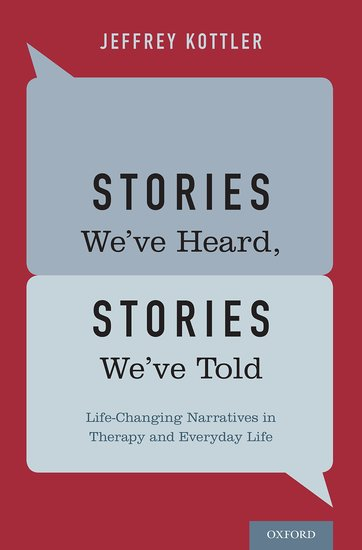 JEFFREY KOTTLER
STORIES
We've Heard,
STORIES
We've Told
Life-Changing Narratives in
Therapy and Everyday Life
OXFORD